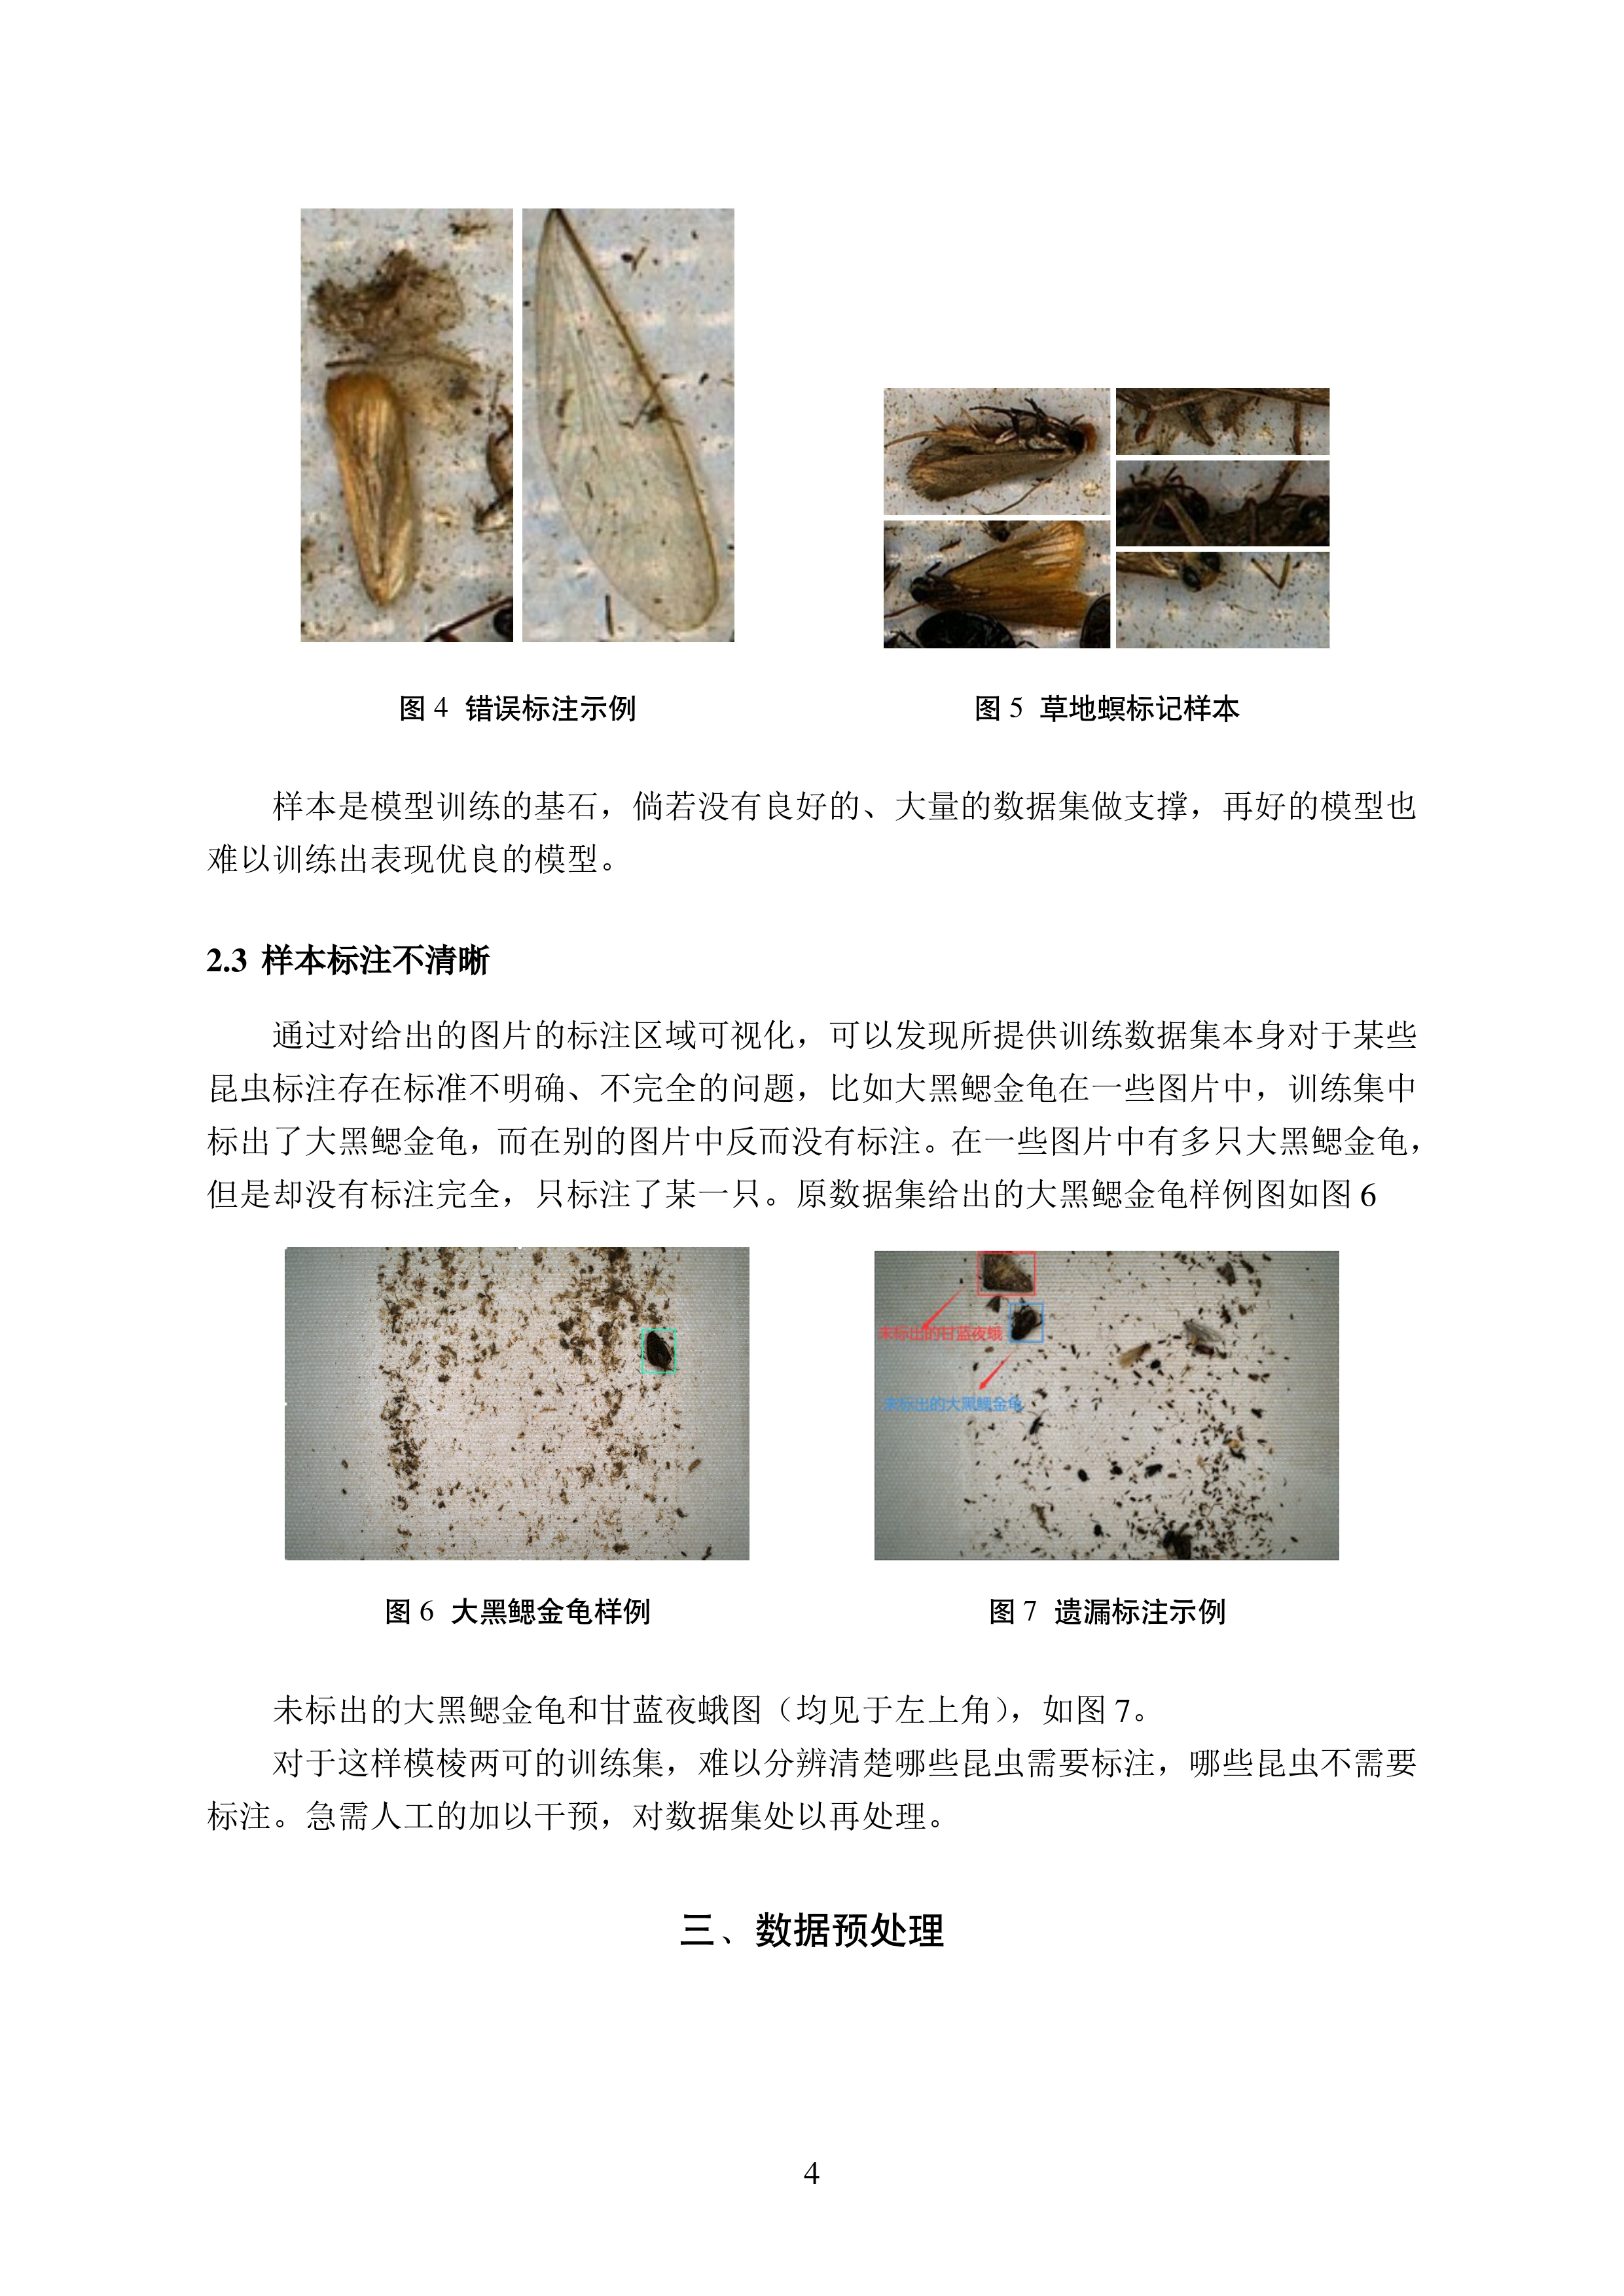 图 4 错误标注示例
图 5 草地螟标记样本
样本是模型训练的基石，倘若没有良好的、大量的数据集做支撑，再好的模型也
难以训练出表现优良的模型。
2.3 样本标注不清晰
通过对给出的图片的标注区域可视化，可以发现所提供训练数据集本身对于某些
昆虫标注存在标准不明确、不完全的问题，比如大黑鳃金龟在一些图片中，训练集中
标出了大黑鳃金龟，而在别的图片中反而没有标注。在一些图片中有多只大黑鳃金龟，
但是却没有标注完全，只标注了某一只。原数据集给出的大黑鳃金龟样例图如图 6
未标出的甘蓝夜蛾
未标出的大黑鳃金龟
图 6 大黑鳃金龟样例
图 7 遗漏标注示例
未标出的大黑鳃金龟和甘蓝夜蛾图（均见于左上角），如图 7。
对于这样模棱两可的训练集，难以分辨清楚哪些昆虫需要标注，哪些昆虫不需要
标注。急需人工的加以干预，对数据集处以再处理。
三、数据预处理
4